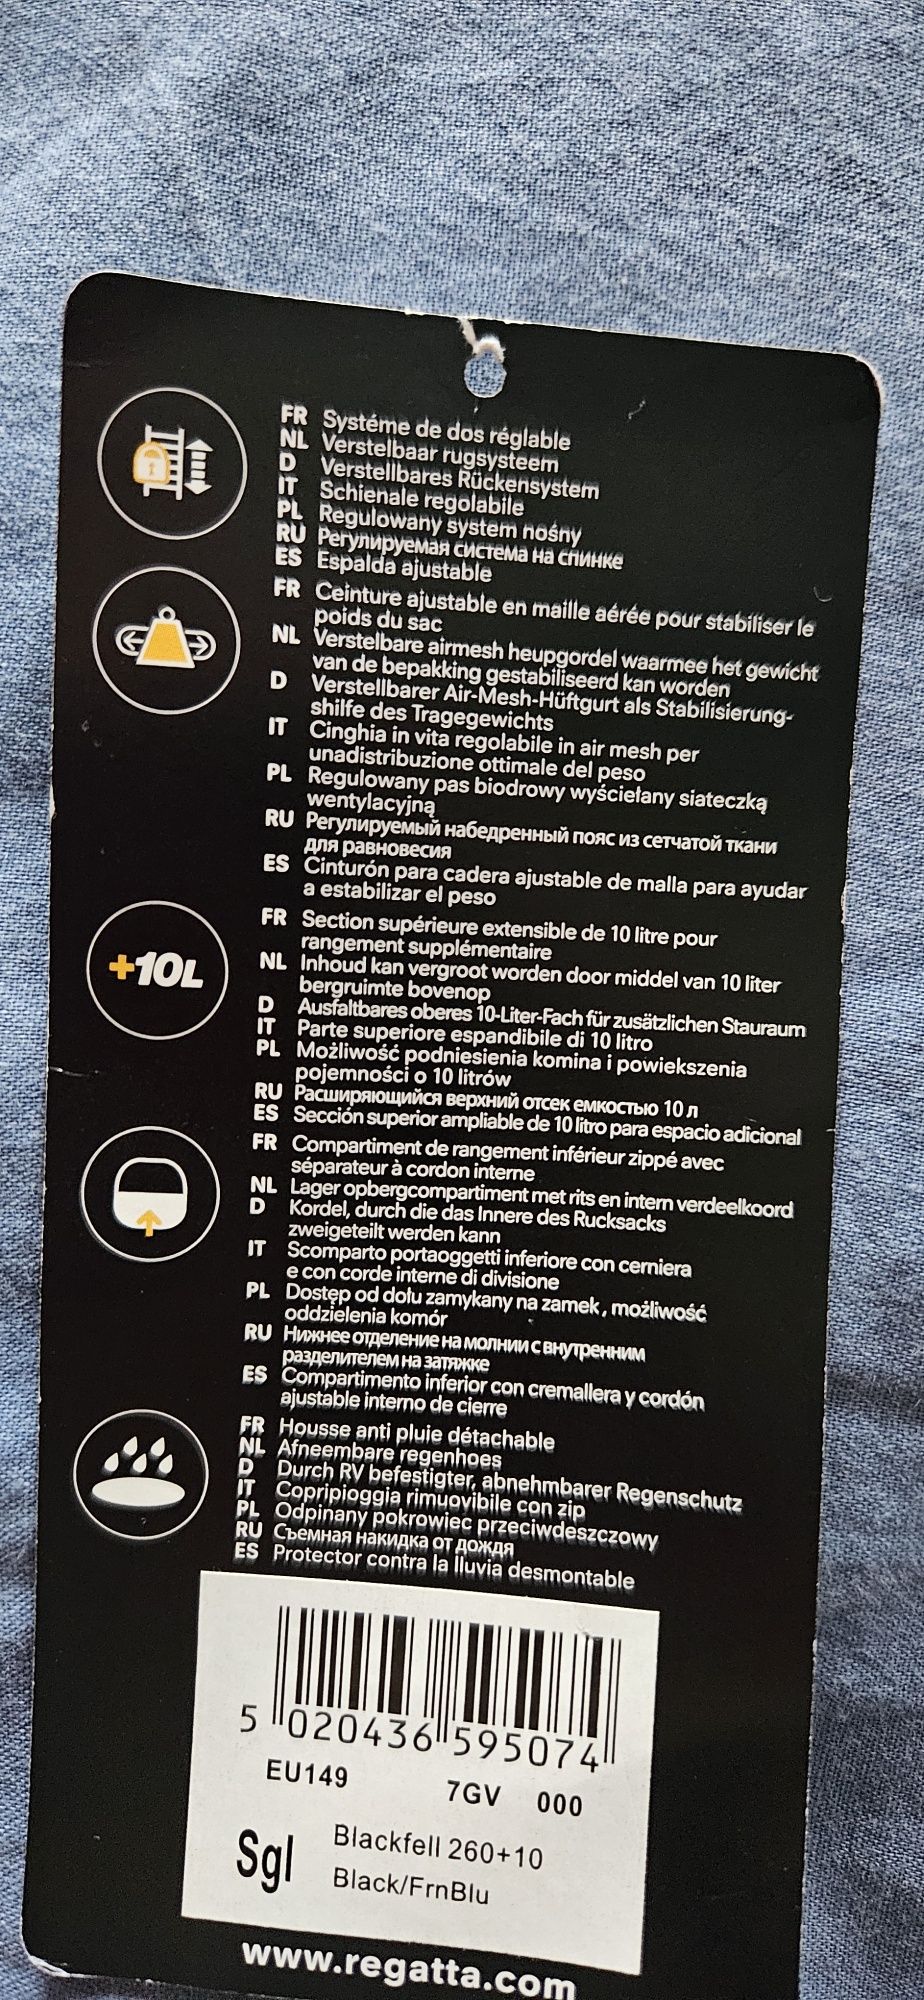 FR Systéme de dos réglable
NL Verstelbaar rugsysteem
D Verstellbares Rückensystem
IT Schienale regolabile
PL Regulowany system nośny
RU Регулируемая система на спинке
ES Espalda ajustable
FR Ceinture ajustable en maille aérée pour stabiliser le
poids du sac
NL Verstelbare airmesh heupgordel waarmee het gewicht
van de bepakking gestabiliseerd kan worden
D Verstellbarer Air-Mesh-Hüftgurt als Stabilisierung-
shilfe des Tragegewichts
IT Cinghia in vita regolabile in air mesh per
unadistribuzione ottimale del peso
PL Regulowany pas biodrowy wyściełany siateczką
wentylacyjną
RU Регулируемый набедренный пояс из сетчатой ткани
для равновесия
ES Cinturón para cadera ajustable de malla para ayudar
a estabilizar el peso
+10L
FR Section supérieure extensible de 10 litre pour
rangement supplémentaire
NL Inhoud kan vergroot worden door middel van 10 liter
bergruimte bovenop
D Ausfaltbares oberes 10-Liter-Fach für zusätzlichen Stauraum
IT Parte superiore espandibile di 10 litro
PL Możliwość podniesienia komina i powiekszenia
pojemności o 10 litrów
RU Расширяющийся верхний отсек емкостью 10 л
ES Sección superior ampliable de 10 litro para espacio adicional
FR Compartiment de rangement inférieur zippé avec
séparateur à cordon interne
NL Lager opbergcompartiment met rits en intern verdeelkoord
D Kordel, durch die das Innere des Rucksacks
zweigeteilt werden kann
IT Scomparto portaoggetti inferiore con cerniera
e con corde interne di divisione
PL Dostęp od dołu zamykany na zamek, możliwość
oddzielenia komór
RU Нижнее отделение на молнии с внутренним
разделителем на затяжке
ES Compartimento inferior con cremallera y cordón
ajustable interno de cierre
FR Housse anti pluie détachable
NL Afneembare regenhoes
D Durch RV befestigter, abnehmbarer Regenschutz
IT Copripioggia rimuovibile con zip
PL Odpinany pokrowiec przeciwdeszczowy
RU Съемная накидка от дождя
ES Protector contra la lluvia desmontable
5 020436 595074
EU149 7GV 000
Sgl Blackfell 260+10
Black/FrnBlu
www.regatta.com